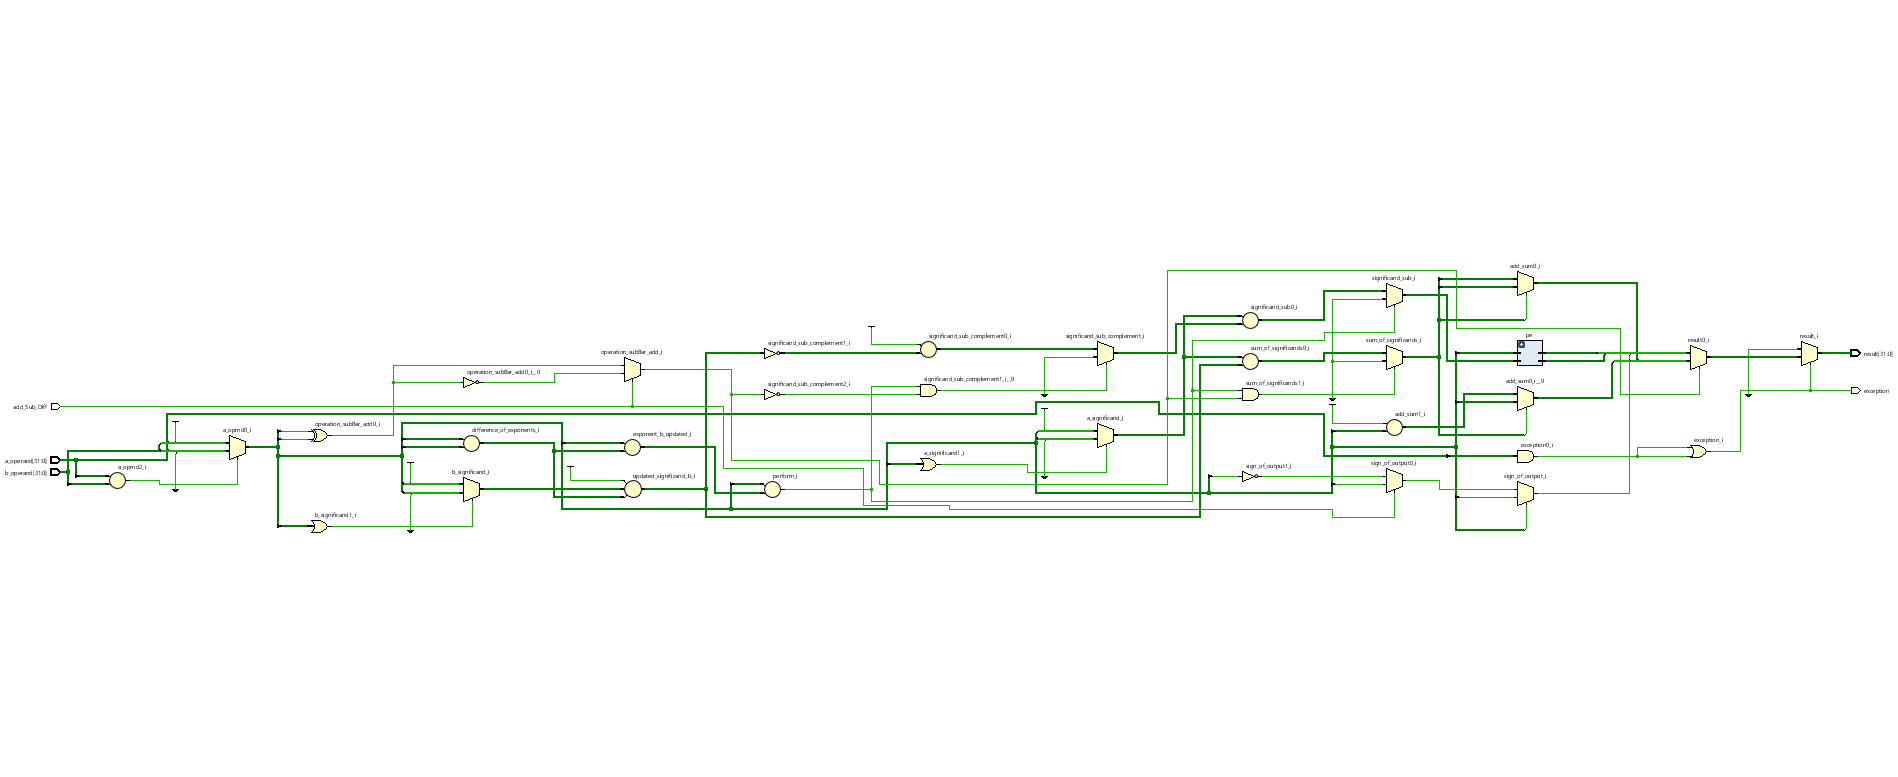 add_sum0_i
significand_sub_i
significand_sub0_i
significand_sub_complement0_i
significand_sub_complement_i
pe
significand_sub_complement1_i
sum_of_significands0_i
sum_of_significands_i
result0_i
result_i
operation_subBar_add_i
result[31:0]
operation_subBar_add0_i__0
significand_sub_complement2_i
significand_sub_complement1_i__0
sum_of_significands1_i
add_sum0_i__0
exception
add_Sub_Diff
add_sum1_i
a_significand_i
operation_subBar_add0_i
a_oprnd0_i
difference_of_exponents_i
exponent_b_updated_i
exception_i
exception0_i
a_significand1_i
a_operand[31:0]
a_oprnd2_i
sign_of_output1_i
sign_of_output0_i
b_operand[31:0]
b_significand_i
updated_significand_b_i
perform_i
sign_of_output_i
b_significand1_i